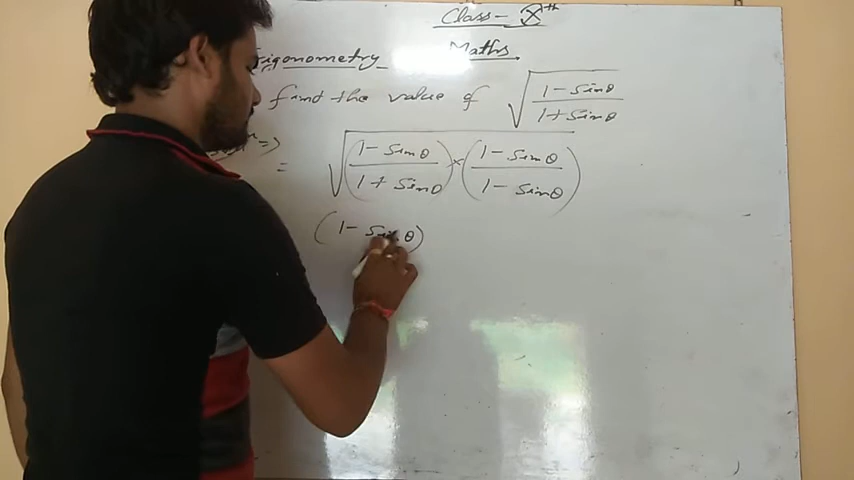 Class - Xth
Trigonometry Maths
find the value of √((1 - sinθ)/(1 + sinθ))
=>
= √(((1 - sinθ)/(1 + sinθ)) × ((1 - sinθ)/(1 - sinθ)))
(1 - sinθ)